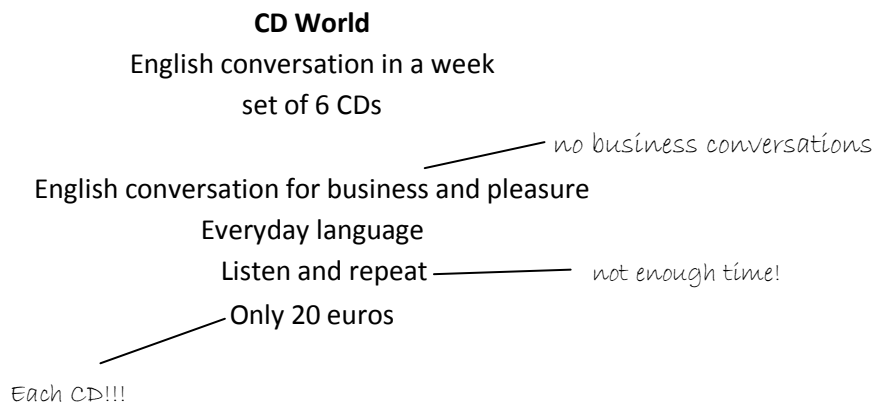 CD World
English conversation in a week
set of 6 CDs
no business conversations
English conversation for business and pleasure
Everyday language
Listen and repeat
not enough time!
Only 20 euros
Each CD!!!